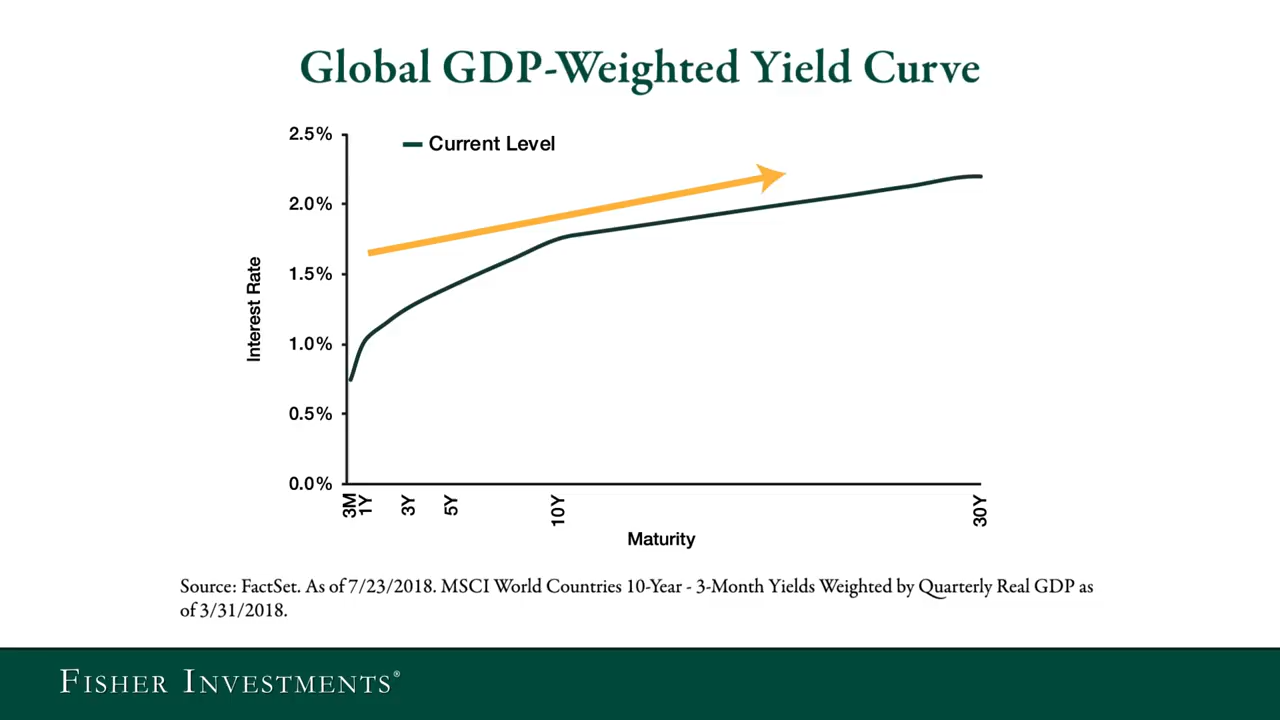 Global GDP-Weighted Yield Curve
Current Level
2.5%
2.0%
1.5%
1.0%
0.5%
0.0%
Interest Rate
3M
1Y
3Y
5Y
10Y
30Y
Maturity
Source: FactSet. As of 7/23/2018. MSCI World Countries 10-Year - 3-Month Yields Weighted by Quarterly Real GDP as
of 3/31/2018.
FISHER INVESTMENTS®